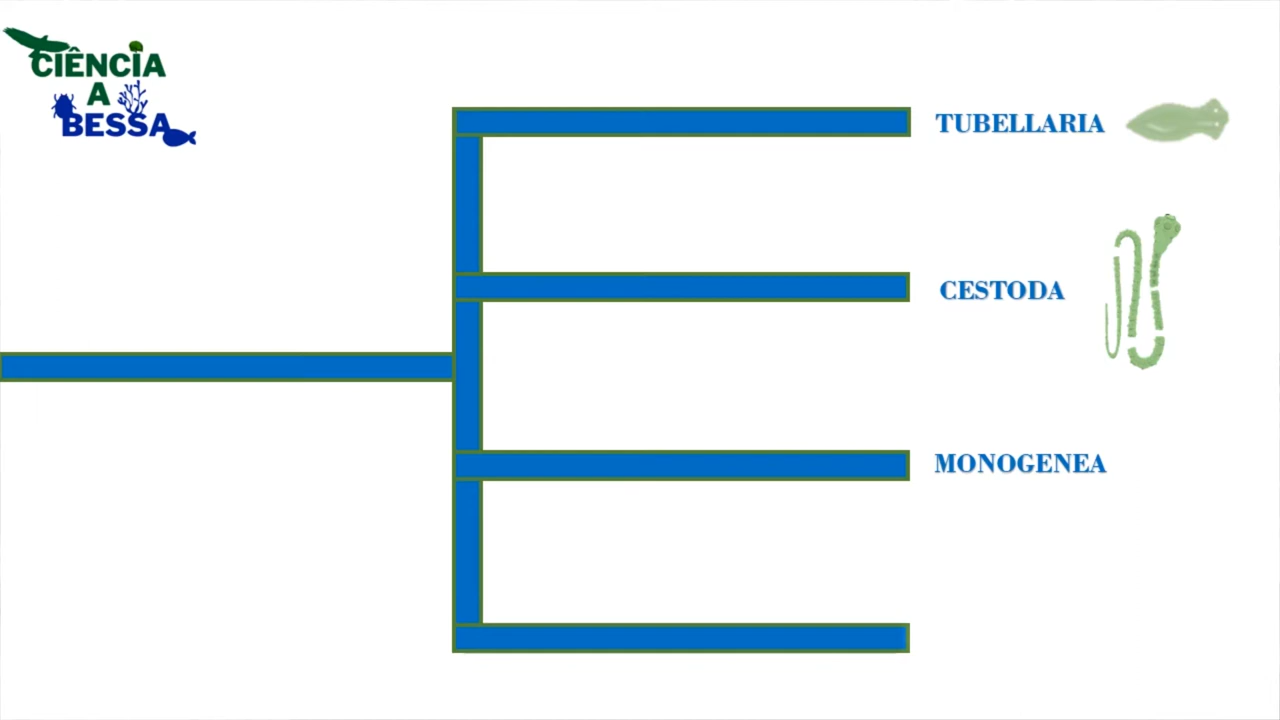 CIÊNCIA
A
BESSA
TUBELLARIA
CESTODA
MONOGENEA